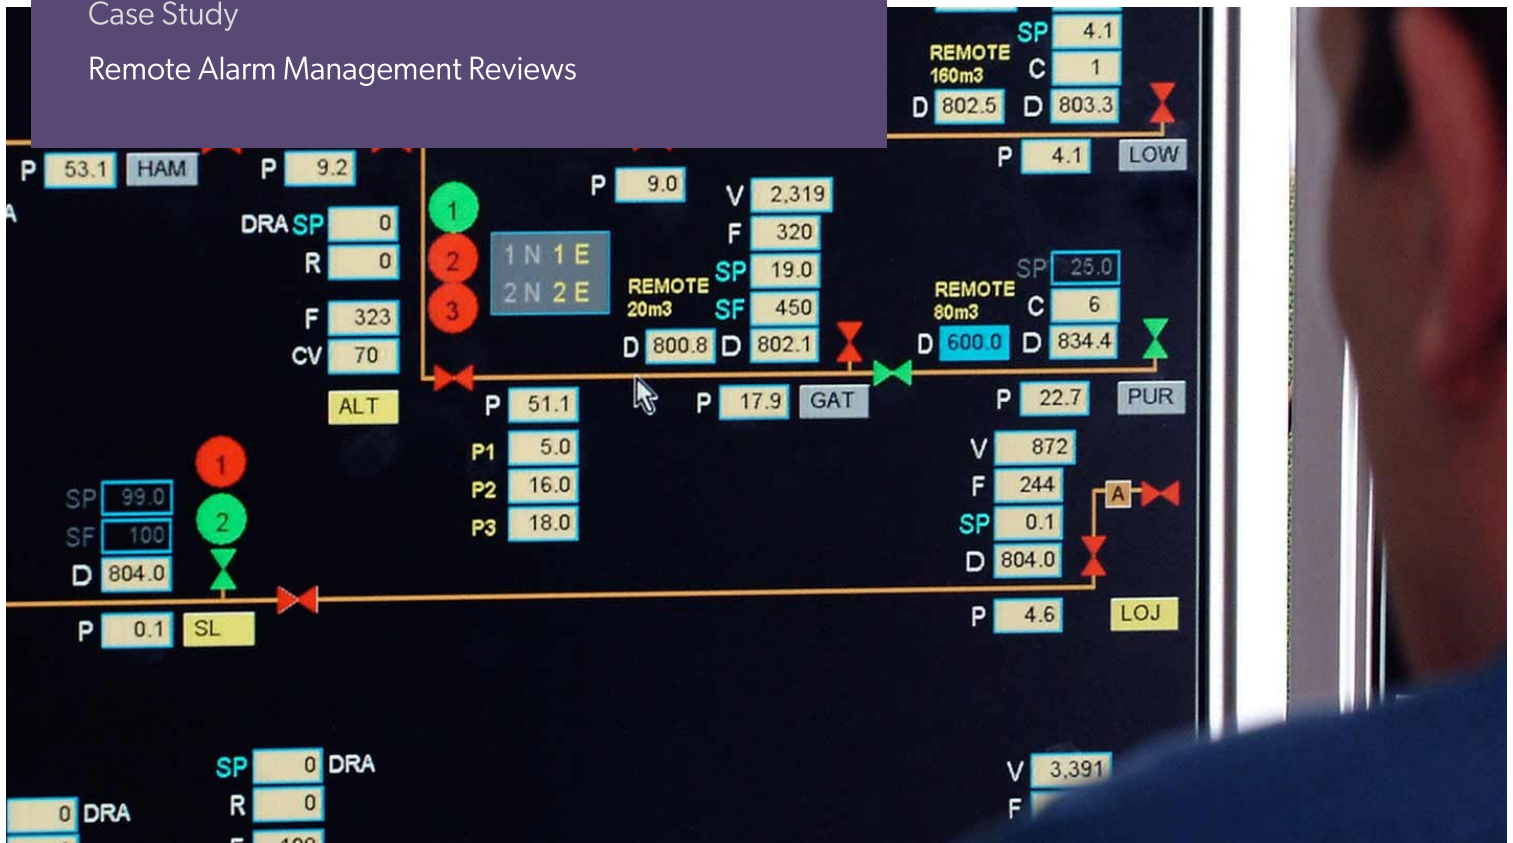 Case Study
Remote Alarm Management Reviews
SP 4.1
REMOTE
160m3
C 1
D 802.5 D 803.3
P 4.1 LOW
P 53.1 HAM P 9.2
P 9.0
V 2,319
DRA SP 0
1
F 320
R 0
2
1 N 1 E
2 N 2 E
SP 19.0
SP 25.0
REMOTE
20m3
SF 450
REMOTE
80m3
C 6
3
F 323
CV 70
D 800.8 D 802.1
D 600.0 D 834.4
ALT
P 51.1
P 17.9 GAT
P 22.7 PUR
P1 5.0
P2 16.0
P3 18.0
V 872
F 244
SP 0.1
D 804.0
A
1
SP 99.0
SF 100
2
D 804.0
P 0.1 SL
P 4.6 LOJ
SP 0 DRA
R 0
V 3,391
F
0 DRA